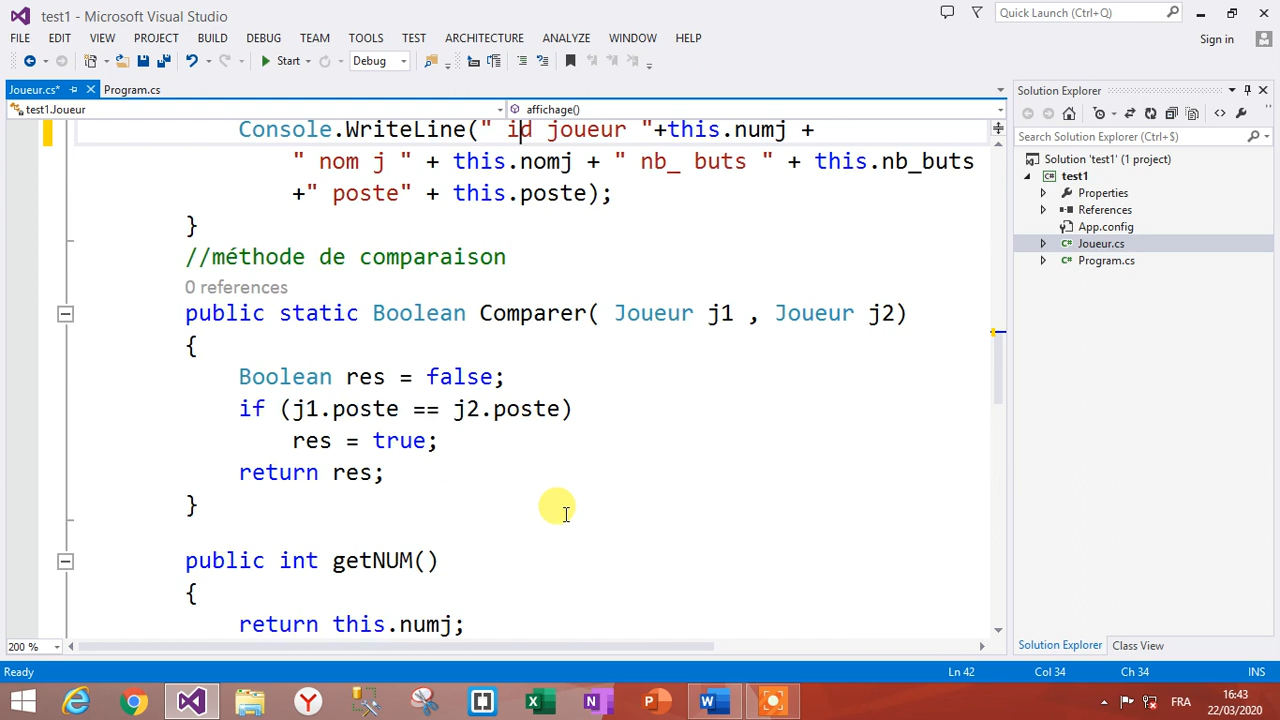 test1 - Microsoft Visual Studio
Quick Launch (Ctrl+Q)
FILE EDIT VIEW PROJECT BUILD DEBUG TEAM TOOLS TEST ARCHITECTURE ANALYZE WINDOW HELP
Sign in
Start Debug
Joueur.cs* Program.cs
test1.Joueur affichage()
Console.WriteLine(" id joueur "+this.numj +
" nom j " + this.nomj + " nb_ buts " + this.nb_buts
+" poste" + this.poste);
}
//méthode de comparaison
0 references
public static Boolean Comparer( Joueur j1 , Joueur j2)
{
Boolean res = false;
if (j1.poste == j2.poste)
res = true;
return res;
}
public int getNUM()
{
return this.numj;
200 %
Solution Explorer
Search Solution Explorer (Ctrl+$)
Solution 'test1' (1 project)
test1
Properties
References
App.config
Joueur.cs
Program.cs
Solution Explorer Class View
Ready Ln 42 Col 34 Ch 34 INS
FRA
16:43
22/03/2020